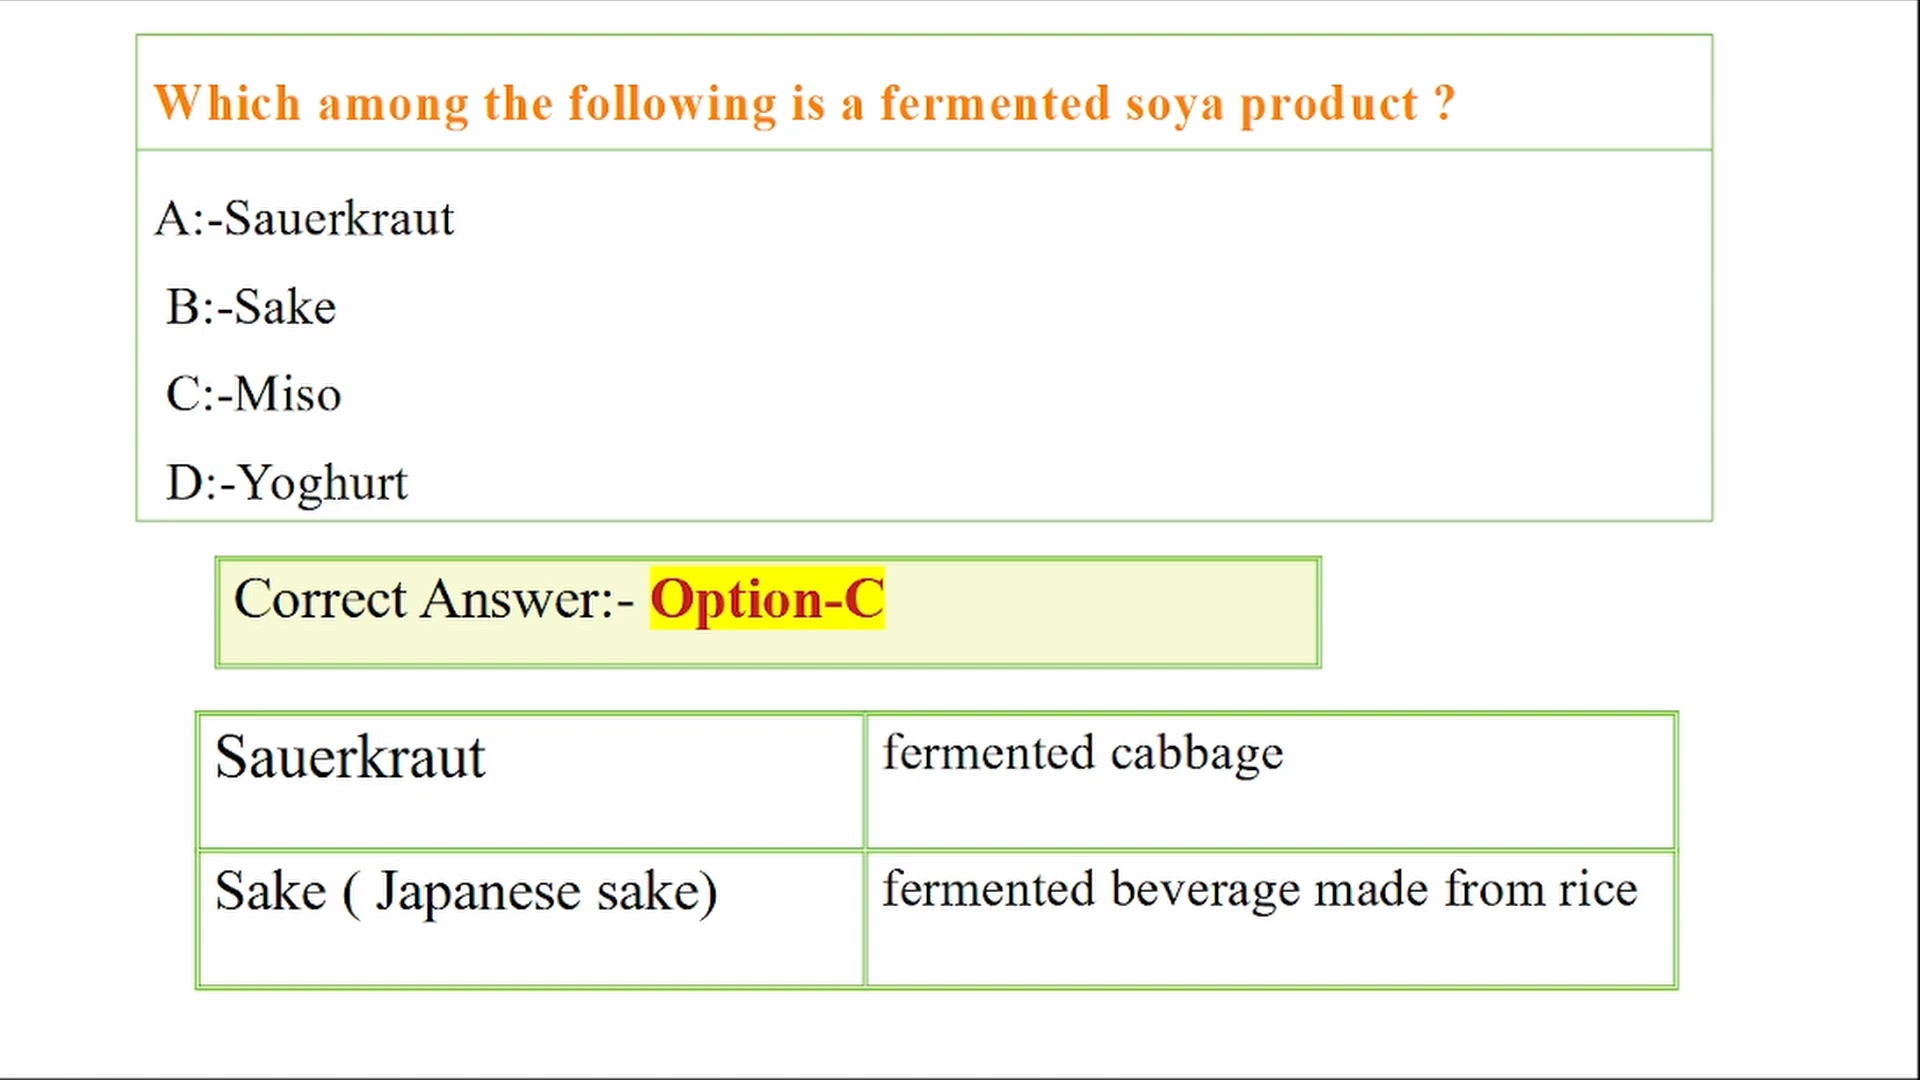 Which among the following is a fermented soya product ?
A:-Sauerkraut
B:-Sake
C:-Miso
D:-Yoghurt
Correct Answer:- Option-C
Sauerkraut fermented cabbage
Sake ( Japanese sake) fermented beverage made from rice